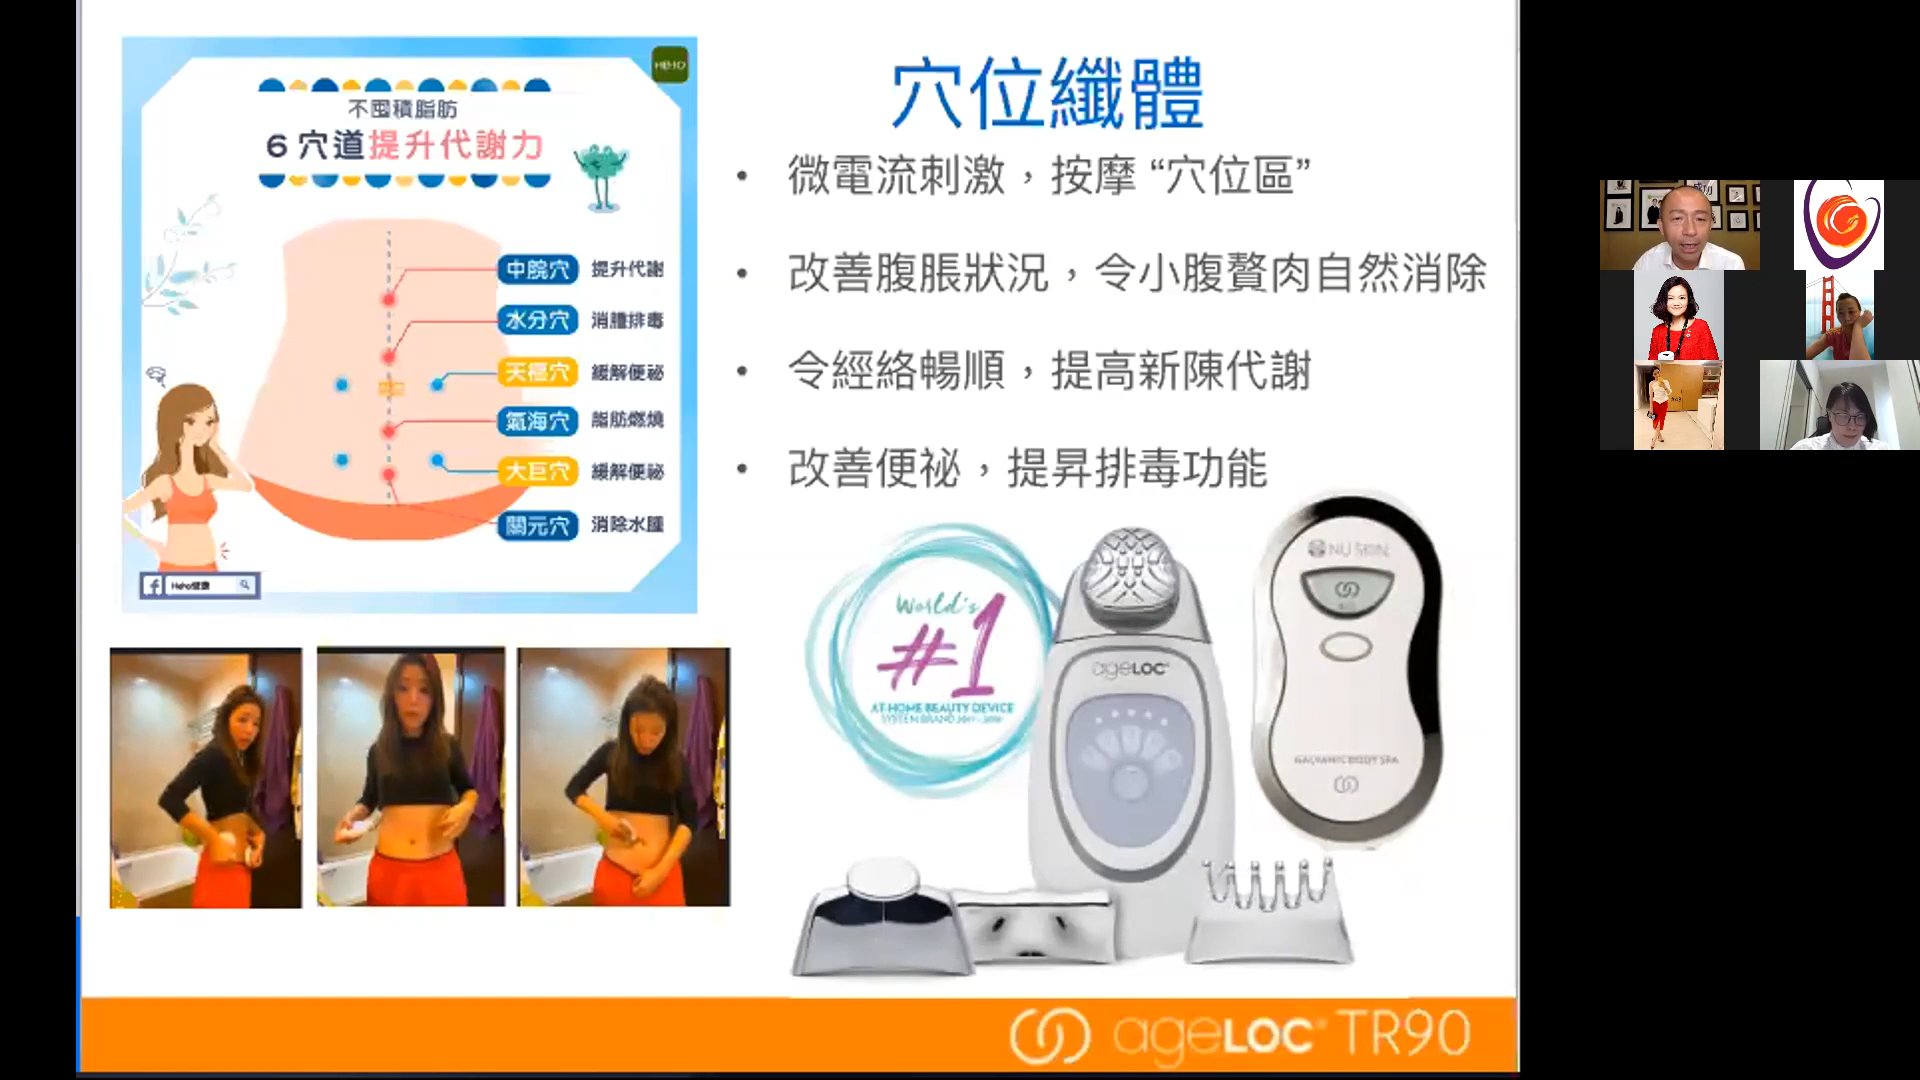 HEHO
不囤積脂肪
6 穴道提升代謝力
中脘穴 提升代謝
水分穴 消腫排毒
天樞穴 緩解便祕
氣海穴 脂肪燃燒
大巨穴 緩解便祕
關元穴 消除水腫
Heho健康
穴位纖體
• 微電流刺激，按摩 “穴位區”
• 改善腹脹狀況，令小腹贅肉自然消除
• 令經絡暢順，提高新陳代謝
• 改善便祕，提昇排毒功能
World's
#1
AT-HOME BEAUTY DEVICE
SYSTEM BRAND
ageLOC
NU SKIN
GALVANIC BODY SPA
ageLOC TR90